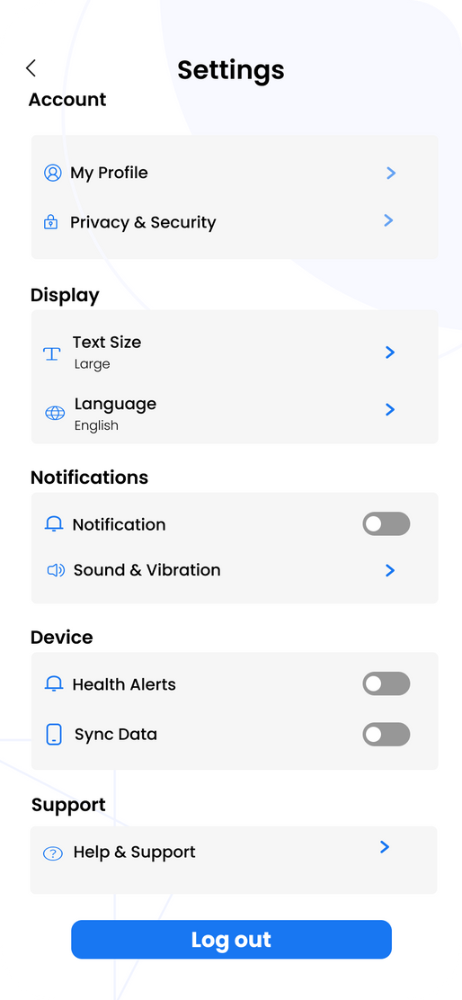 Settings
Account
My Profile
Privacy & Security
Display
Text Size
Large
Language
English
Notifications
Notification
Sound & Vibration
Device
Health Alerts
Sync Data
Support
Help & Support
Log out